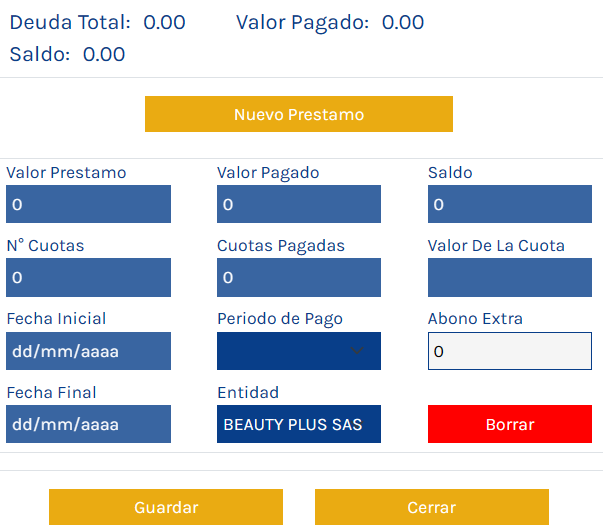 Deuda Total: 0.00 Valor Pagado: 0.00
Saldo: 0.00
Nuevo Prestamo
Valor Prestamo Valor Pagado Saldo
0 0 0
N° Cuotas Cuotas Pagadas Valor De La Cuota
0 0
Fecha Inicial Periodo de Pago Abono Extra
dd/mm/aaaa 0
Fecha Final Entidad
dd/mm/aaaa BEAUTY PLUS SAS Borrar
Guardar Cerrar